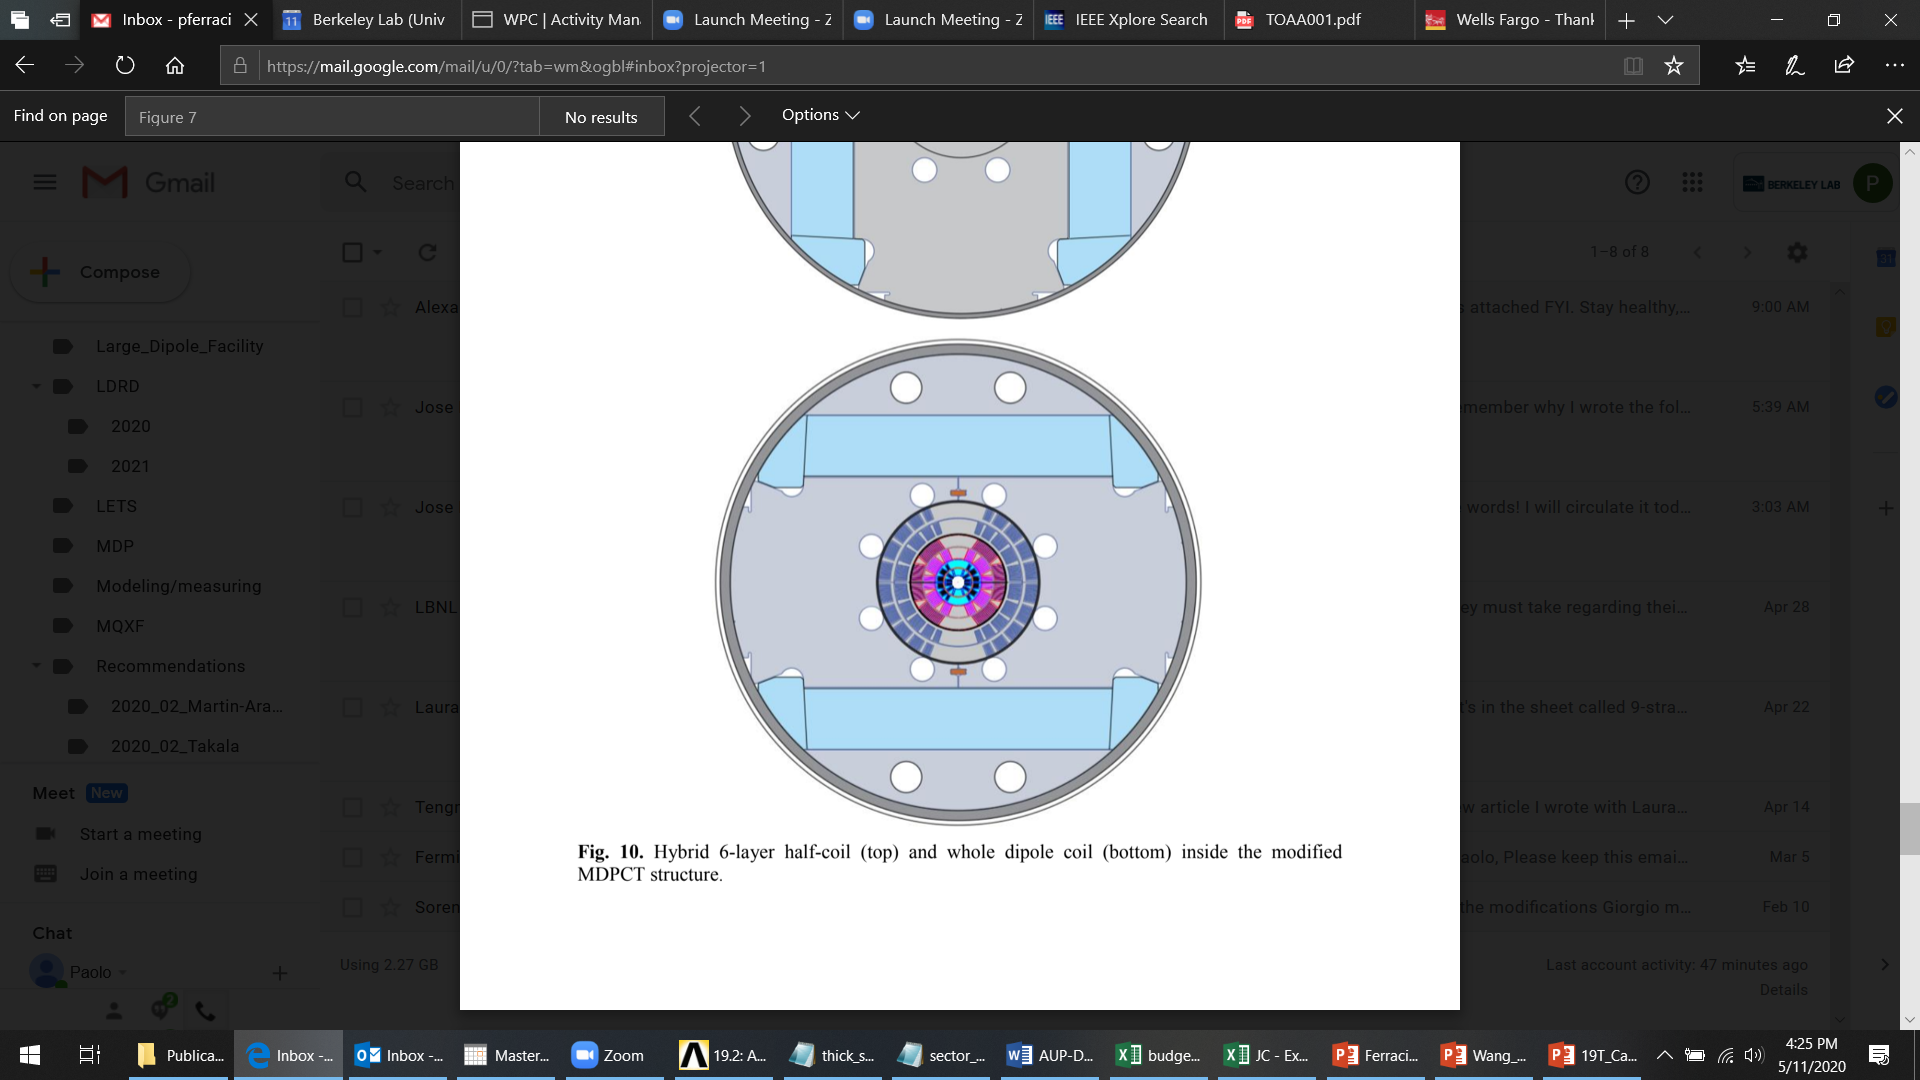 Inbox - pferraci
11 Berkeley Lab (Univ
WPC | Activity Man
Launch Meeting - Z
Launch Meeting - Z
IEEE IEEE Xplore Search
PDF TOAA001.pdf
Wells Fargo - Thank
https://mail.google.com/mail/u/0/?tab=wm&ogbl#inbox?projector=1
Find on page
Figure 7
No results
Options
Gmail
Search
BERKELEY LAB
P
Compose
1–8 of 8
Alexa
s attached FYI. Stay healthy,...
9:00 AM
Large_Dipole_Facility
LDRD
Jose
member why I wrote the fol...
5:39 AM
2020
2021
LETS
Jose
words! I will circulate it tod...
3:03 AM
MDP
Modeling/measuring
LBNL
ey must take regarding thei...
Apr 28
MQXF
Recommendations
2020_02_Martin-Ara...
Laura
t's in the sheet called 9-stra...
Apr 22
2020_02_Takala
Meet New
Tengr
w article I wrote with Laura...
Apr 14
Start a meeting
Fermi
aolo, Please keep this emai...
Mar 5
Join a meeting
Soren
the modifications Giorgio m...
Feb 10
Fig. 10. Hybrid 6-layer half-coil (top) and whole dipole coil (bottom) inside the modified
MDPCT structure.
Chat
Paolo
2
Using 2.27 GB
Last account activity: 47 minutes ago
Details
Publica...
Inbox -...
Inbox -...
Master...
Zoom
19.2: A...
thick_s...
sector_...
AUP-D...
budge...
JC - Ex...
Ferraci...
Wang_...
19T_Ca...
4:25 PM
5/11/2020